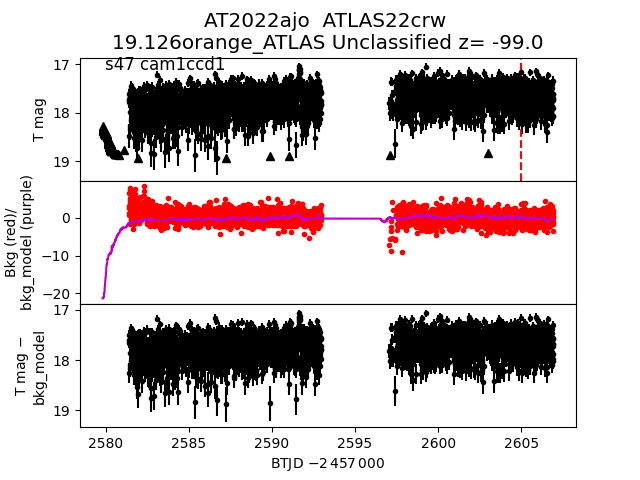 AT2022ajo ATLAS22crw
19.126orange_ATLAS Unclassified z= -99.0
s47 cam1ccd1
17
18
19
T mag
0
−10
−20
Bkg (red)/
bkg_model (purple)
17
18
19
T mag −
bkg_model
2580 2585 2590 2595 2600 2605
BTJD −2 457 000